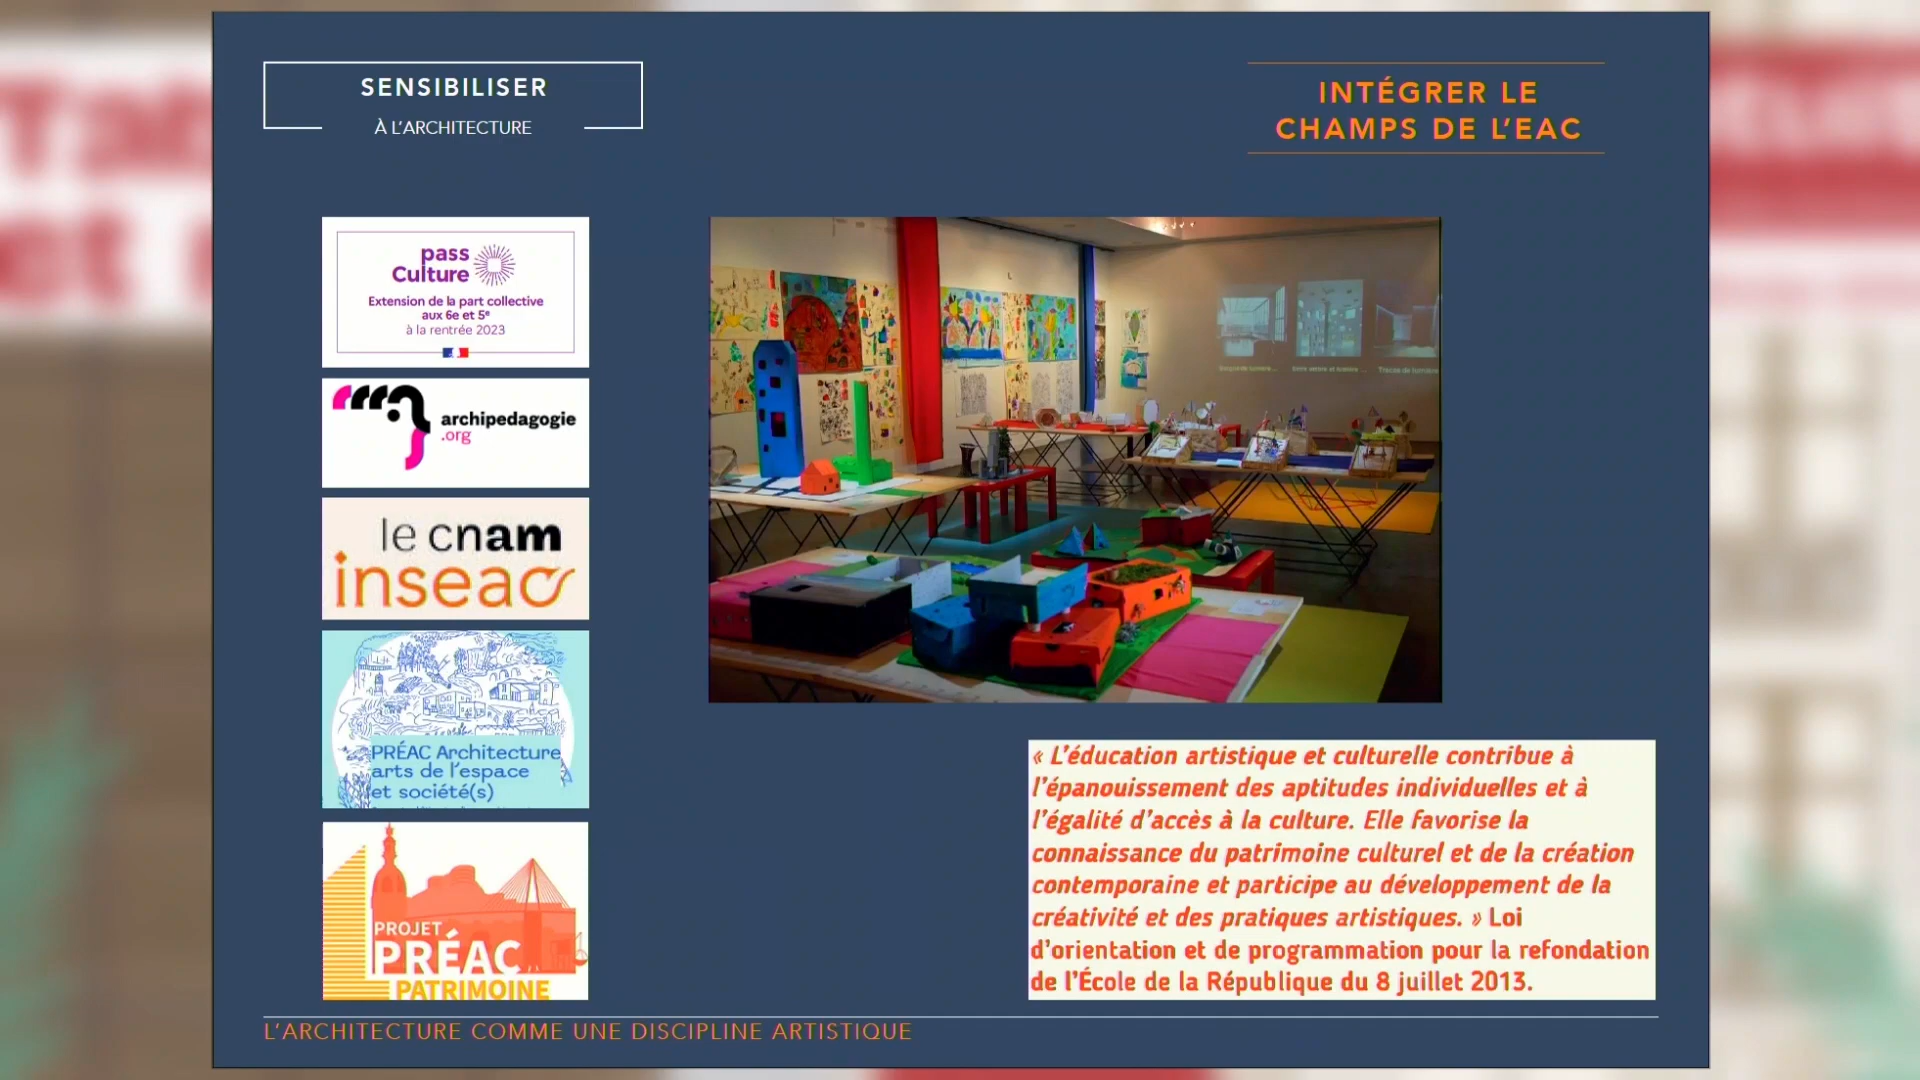 SENSIBILISER
À L'ARCHITECTURE
INTÉGRER LE
CHAMPS DE L'EAC
pass
Culture
Extension de la part collective
aux 6e et 5e
à la rentrée 2023
archipedagogie
.org
le cnam
inseac
PRÉAC Architecture
arts de l'espace
et société(s)
PROJET
PRÉAC
PATRIMOINE
« L'éducation artistique et culturelle contribue à
l'épanouissement des aptitudes individuelles et à
l'égalité d'accès à la culture. Elle favorise la
connaissance du patrimoine culturel et de la création
contemporaine et participe au développement de la
créativité et des pratiques artistiques. » Loi
d'orientation et de programmation pour la refondation
de l'École de la République du 8 juillet 2013.
L'ARCHITECTURE COMME UNE DISCIPLINE ARTISTIQUE